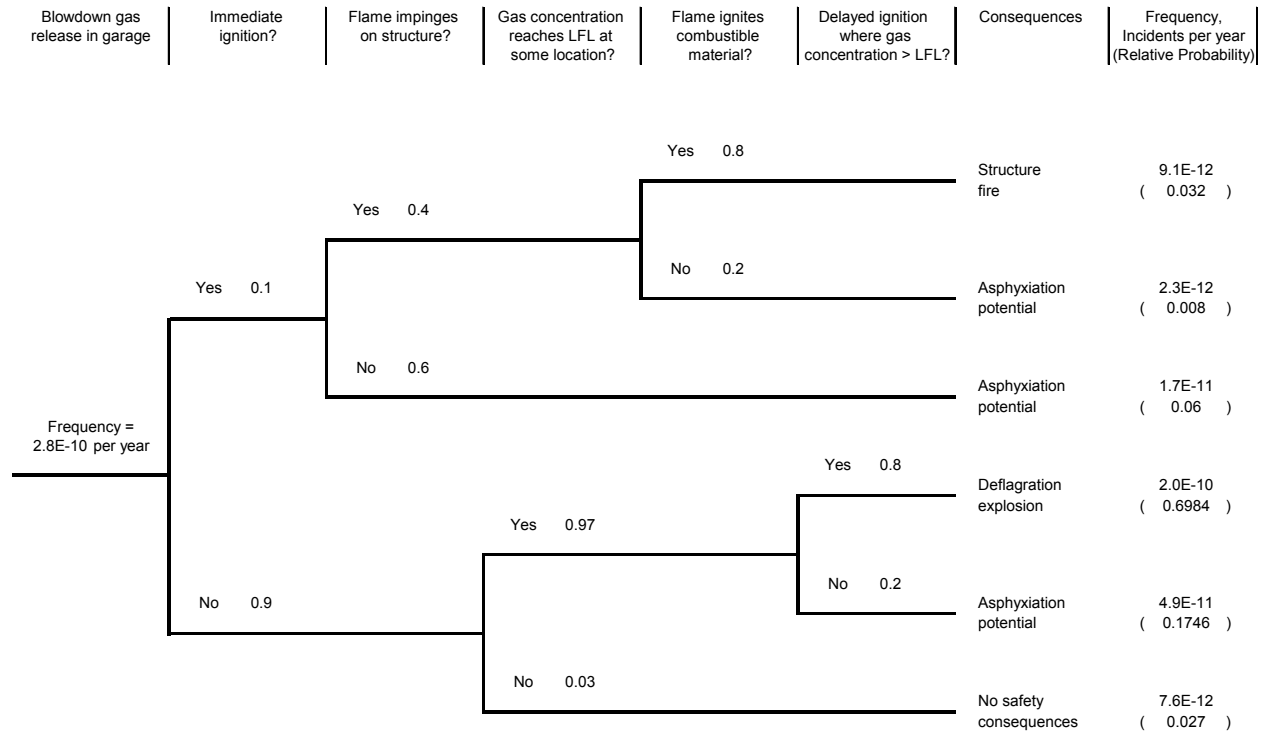 Blowdown gas
release in garage
Immediate
ignition?
Flame impinges
on structure?
Gas concentration
reaches LFL at
some location?
Flame ignites
combustible
material?
Delayed ignition
where gas
concentration > LFL?
Consequences
Frequency,
Incidents per year
(Relative Probability)
Yes 0.8
Structure
fire
9.1E-12
( 0.032 )
Yes 0.4
No 0.2
Asphyxiation
potential
2.3E-12
( 0.008 )
Yes 0.1
No 0.6
Asphyxiation
potential
1.7E-11
( 0.06 )
Frequency =
2.8E-10 per year
Yes 0.8
Deflagration
explosion
2.0E-10
( 0.6984 )
Yes 0.97
No 0.2
Asphyxiation
potential
4.9E-11
( 0.1746 )
No 0.9
No 0.03
No safety
consequences
7.6E-12
( 0.027 )